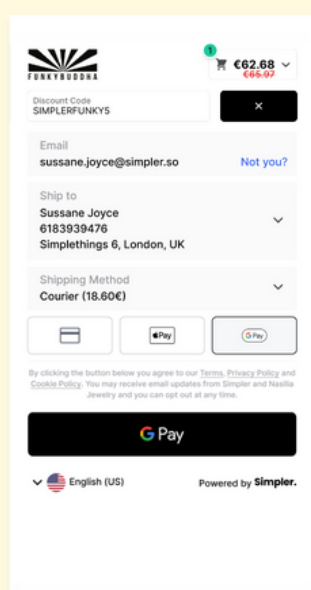 1
€62.68
€65.97
FUNKYBUDDHA
Discount Code
SIMPLERFUNKY5
×
Email
sussane.joyce@simpler.so
Not you?
Ship to
Sussane Joyce
6183939476
Simplethings 6, London, UK
Shipping Method
Courier (18.60€)
Pay
G Pay
By clicking the button below you agree to our Terms, Privacy Policy and
Cookie Policy. You may receive email updates from Simpler and Nasilia
Jewelry and you can opt out at any time.
G Pay
English (US)
Powered by Simpler.